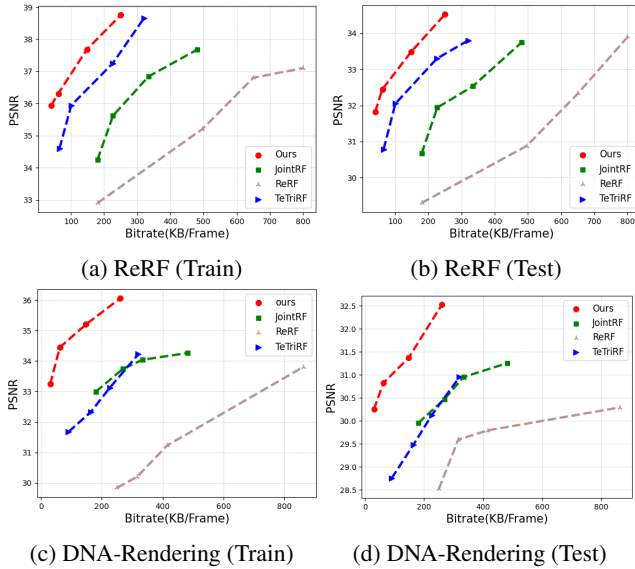 39
38
37
36
35
34
33
PSNR
100 200 300 400 500 600 700 800
Bitrate(KB/Frame)
Ours
JointRF
ReRF
TeTriRF
(a) ReRF (Train)
34
33
32
31
30
PSNR
100 200 300 400 500 600 700 800
Bitrate(KB/Frame)
Ours
JointRF
ReRF
TeTriRF
(b) ReRF (Test)
36
35
34
33
32
31
30
PSNR
0 200 400 600 800
Bitrate(KB/Frame)
ours
JointRF
ReRF
TeTriRF
(c) DNA-Rendering (Train)
32.5
32.0
31.5
31.0
30.5
30.0
29.5
29.0
28.5
PSNR
0 200 400 600 800
Bitrate(KB/Frame)
Ours
JointRF
ReRF
TeTriRF
(d) DNA-Rendering (Test)